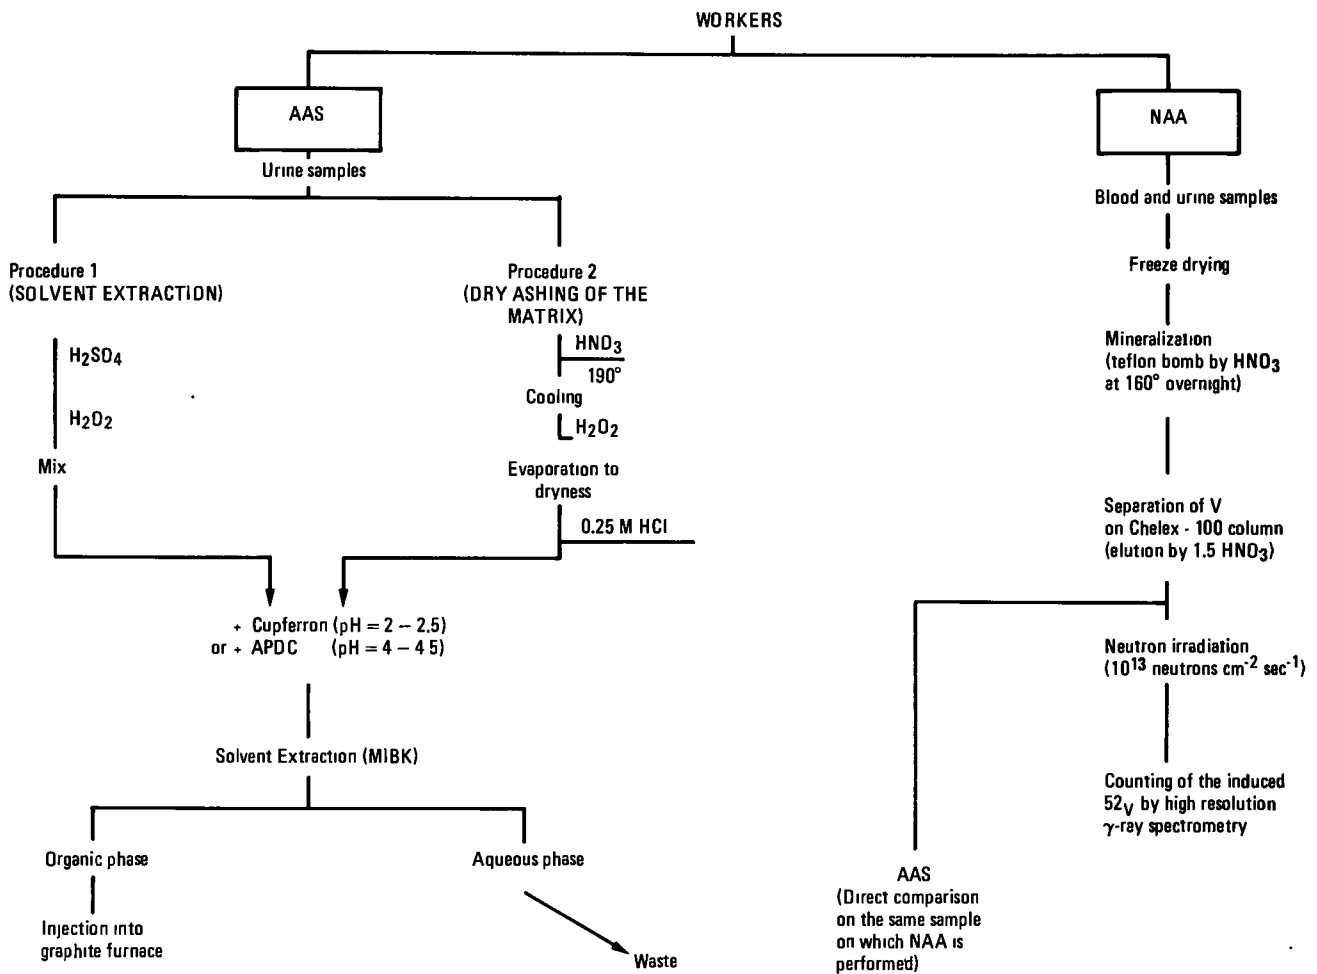 WORKERS
AAS
Urine samples
Procedure 1
(SOLVENT EXTRACTION)
H₂SO₄
H₂O₂
Mix
Procedure 2
(DRY ASHING OF THE
MATRIX)
HNO₃
190°
Cooling
H₂O₂
Evaporation to
dryness
0.25 M HCl
+ Cupferron (pH = 2 – 2.5)
or + APDC (pH = 4 – 4 5)
Solvent Extraction (MIBK)
Organic phase
Injection into
graphite furnace
Aqueous phase
Waste
NAA
Blood and urine samples
Freeze drying
Mineralization
(teflon bomb by HNO₃
at 160° overnight)
Separation of V
on Chelex - 100 column
(elution by 1.5 HNO₃)
Neutron irradiation
(10¹³ neutrons cm⁻² sec⁻¹)
Counting of the induced
52ᵥ by high resolution
γ-ray spectrometry
AAS
(Direct comparison
on the same sample
on which NAA is
performed)